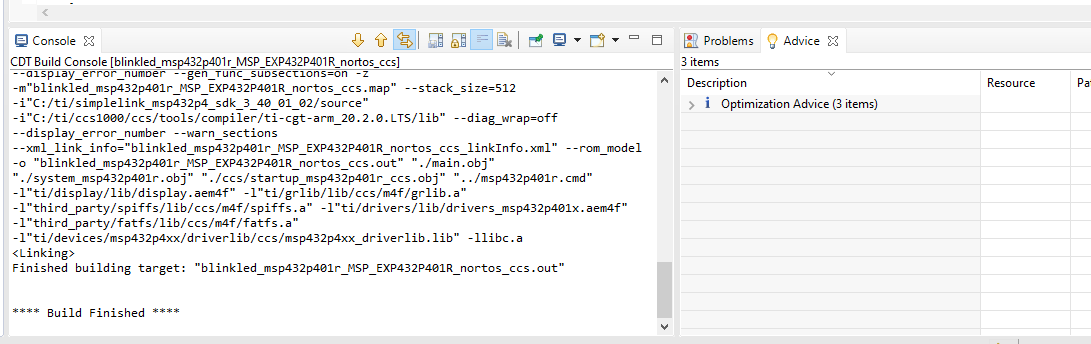 Console
CDT Build Console [blinkled_msp432p401r_MSP_EXP432P401R_nortos_ccs]
--display_error_number --gen_func_subsections=on -z
-m"blinkled_msp432p401r_MSP_EXP432P401R_nortos_ccs.map" --stack_size=512
-i"C:/ti/simplelink_msp432p4_sdk_3_40_01_02/source"
-i"C:/ti/ccs1000/ccs/tools/compiler/ti-cgt-arm_20.2.0.LTS/lib" --diag_wrap=off
--display_error_number --warn_sections
--xml_link_info="blinkled_msp432p401r_MSP_EXP432P401R_nortos_ccs_linkInfo.xml" --rom_model
-o "blinkled_msp432p401r_MSP_EXP432P401R_nortos_ccs.out" "./main.obj"
"./system_msp432p401r.obj" "./ccs/startup_msp432p401r_ccs.obj" "../msp432p401r.cmd"
-l"ti/display/lib/display.aem4f" -l"ti/grlib/lib/ccs/m4f/grlib.a"
-l"third_party/spiffs/lib/ccs/m4f/spiffs.a" -l"ti/drivers/lib/drivers_msp432p401x.aem4f"
-l"third_party/fatfs/lib/ccs/m4f/fatfs.a"
-l"ti/devices/msp432p4xx/driverlib/ccs/msp432p4xx_driverlib.lib" -llibc.a
<Linking>
Finished building target: "blinkled_msp432p401r_MSP_EXP432P401R_nortos_ccs.out"
**** Build Finished ****
Problems Advice
3 items
Description Resource Pa
Optimization Advice (3 items)